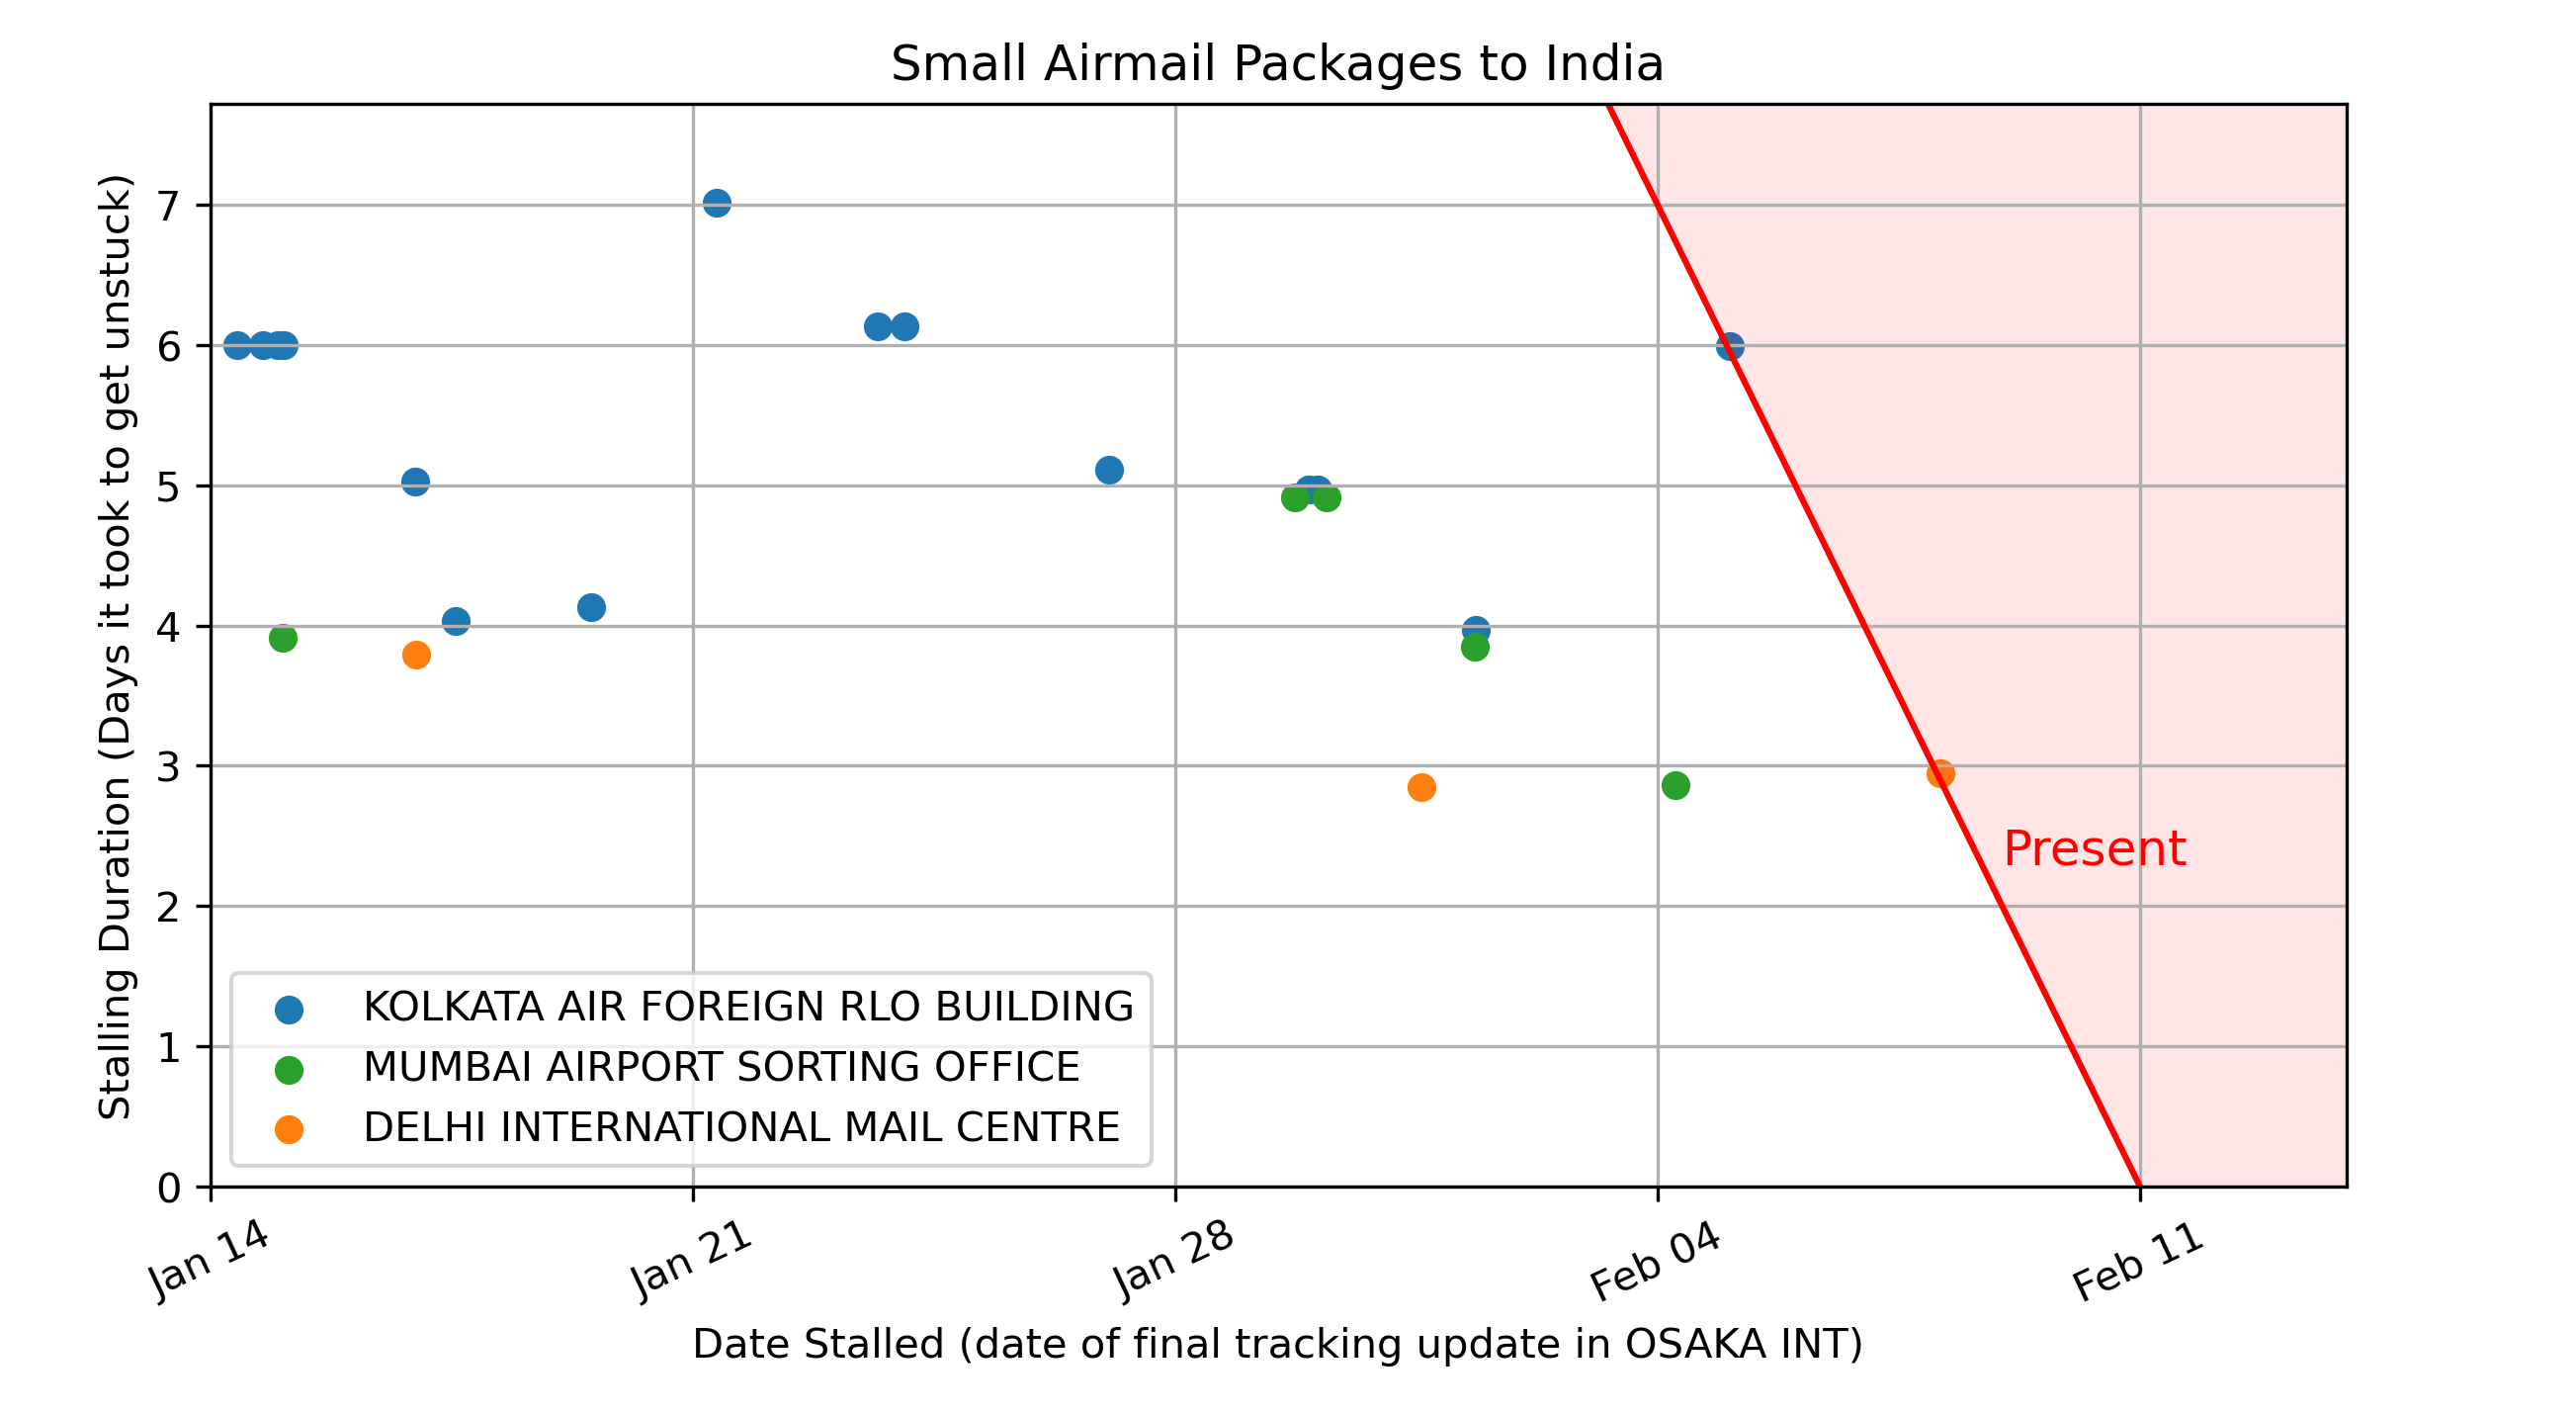 Small Airmail Packages to India
Stalling Duration (Days it took to get unstuck)
7
6
5
4
3
2
1
0
Present
KOLKATA AIR FOREIGN RLO BUILDING
MUMBAI AIRPORT SORTING OFFICE
DELHI INTERNATIONAL MAIL CENTRE
Jan 14
Jan 21
Jan 28
Feb 04
Feb 11
Date Stalled (date of final tracking update in OSAKA INT)